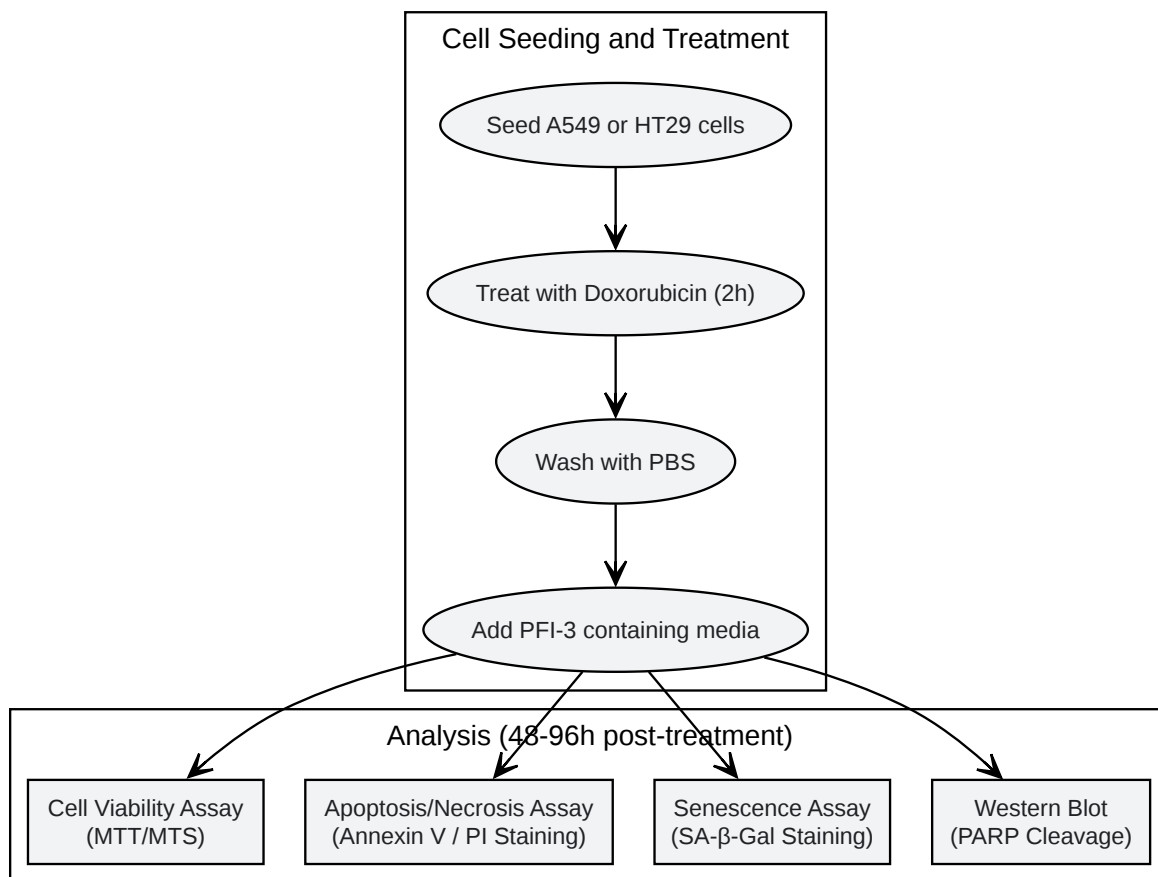 Cell Seeding and Treatment
Seed A549 or HT29 cells
Treat with Doxorubicin (2h)
Wash with PBS
Add PFI-3 containing media
Analysis (48-96h post-treatment)
Cell Viability Assay
(MTT/MTS)
Apoptosis/Necrosis Assay
(Annexin V / PI Staining)
Senescence Assay
(SA-β-Gal Staining)
Western Blot
(PARP Cleavage)